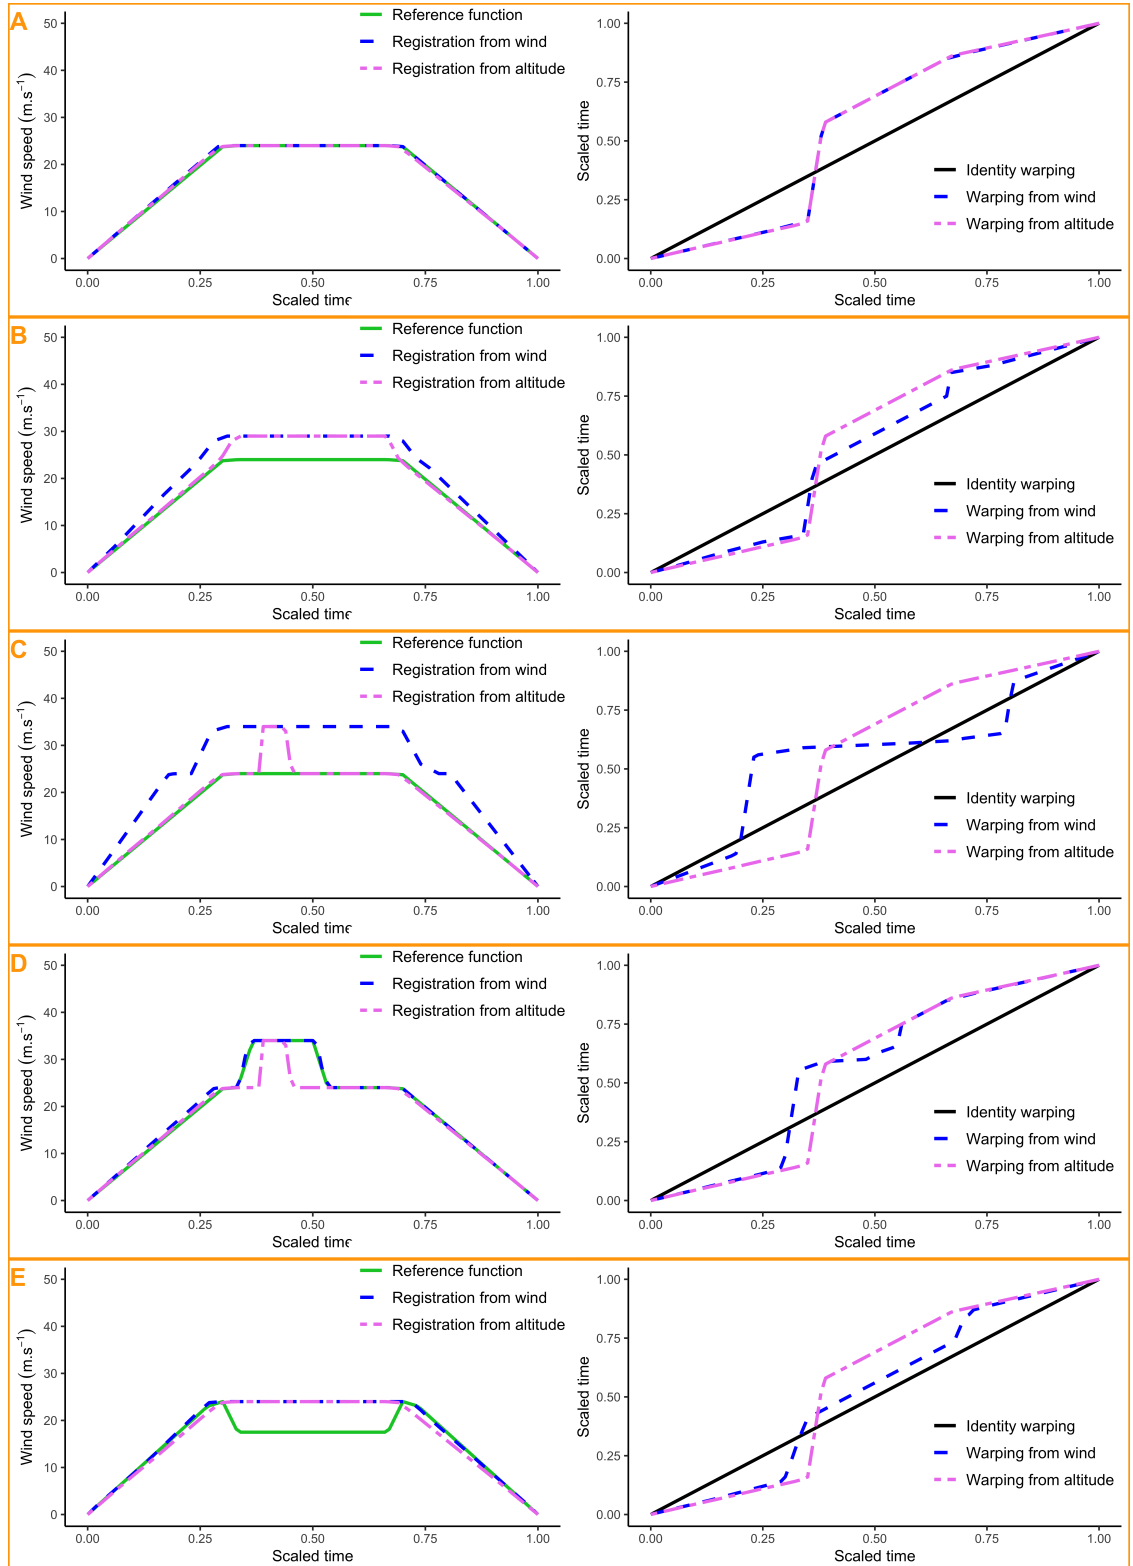 A
Reference function
Registration from wind
Registration from altitude
50
40
30
20
10
0
Wind speed (m.s⁻¹)
0.00 0.25 0.50 0.75 1.00
Scaled time
1.00
0.75
0.50
0.25
0.00
Scaled time
Identity warping
Warping from wind
Warping from altitude
0.00 0.25 0.50 0.75 1.00
Scaled time
B
Reference function
Registration from wind
Registration from altitude
50
40
30
20
10
0
Wind speed (m.s⁻¹)
0.00 0.25 0.50 0.75 1.00
Scaled time
1.00
0.75
0.50
0.25
0.00
Scaled time
Identity warping
Warping from wind
Warping from altitude
0.00 0.25 0.50 0.75 1.00
Scaled time
C
Reference function
Registration from wind
Registration from altitude
50
40
30
20
10
0
Wind speed (m.s⁻¹)
0.00 0.25 0.50 0.75 1.00
Scaled time
1.00
0.75
0.50
0.25
0.00
Scaled time
Identity warping
Warping from wind
Warping from altitude
0.00 0.25 0.50 0.75 1.00
Scaled time
D
Reference function
Registration from wind
Registration from altitude
50
40
30
20
10
0
Wind speed (m.s⁻¹)
0.00 0.25 0.50 0.75 1.00
Scaled time
1.00
0.75
0.50
0.25
0.00
Scaled time
Identity warping
Warping from wind
Warping from altitude
0.00 0.25 0.50 0.75 1.00
Scaled time
E
Reference function
Registration from wind
Registration from altitude
50
40
30
20
10
0
Wind speed (m.s⁻¹)
0.00 0.25 0.50 0.75 1.00
Scaled time
1.00
0.75
0.50
0.25
0.00
Scaled time
Identity warping
Warping from wind
Warping from altitude
0.00 0.25 0.50 0.75 1.00
Scaled time